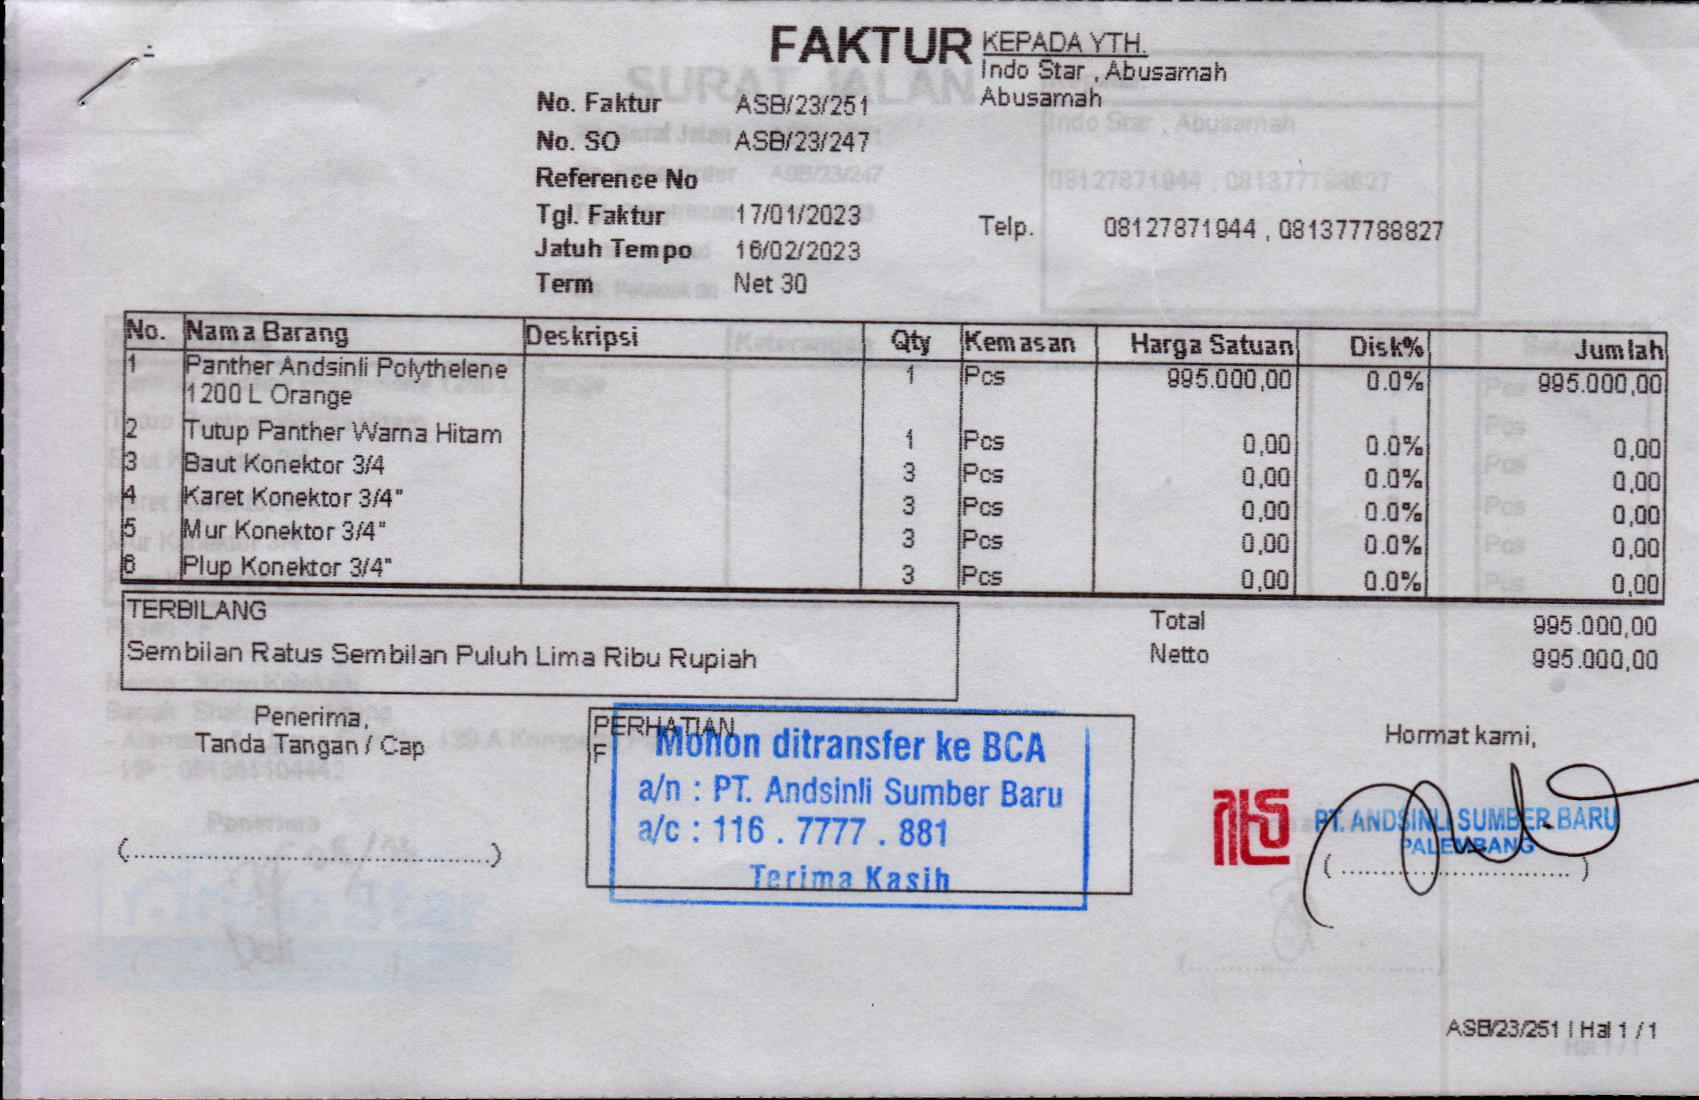 FAKTUR
KEPADA YTH.
Indo Star , Abusamah
Abusamah
No. Faktur ASB/23/251
No. SO ASB/23/247
Reference No
Tgl. Faktur 17/01/2023
Telp. 08127871944 , 081377788827
Jatuh Tempo 16/02/2023
Term Net 30
No. Nama Barang Deskripsi Qty Kemasan Harga Satuan Disk% Jumlah
1 Panther Andsinli Polythelene 1 Pcs 995.000,00 0.0% 995.000,00
1200 L Orange
2 Tutup Panther Warna Hitam 1 Pcs 0,00 0.0% 0,00
3 Baut Konektor 3/4 3 Pcs 0,00 0.0% 0,00
4 Karet Konektor 3/4" 3 Pcs 0,00 0.0% 0,00
5 Mur Konektor 3/4" 3 Pcs 0,00 0.0% 0,00
6 Plup Konektor 3/4" 3 Pcs 0,00 0.0% 0,00
TERBILANG
Sembilan Ratus Sembilan Puluh Lima Ribu Rupiah
Total 995.000,00
Netto 995.000,00
Penerima,
Tanda Tangan / Cap
(..............................................)
PERHATIAN
F
Mohon ditransfer ke BCA
a/n : PT. Andsinli Sumber Baru
a/c : 116 . 7777 . 881
Terima Kasih
Hormat kami,
PT. ANDSINLI SUMBER BARU
PALEMBANG
(..............................)
ASB/23/251 | Hal 1 / 1